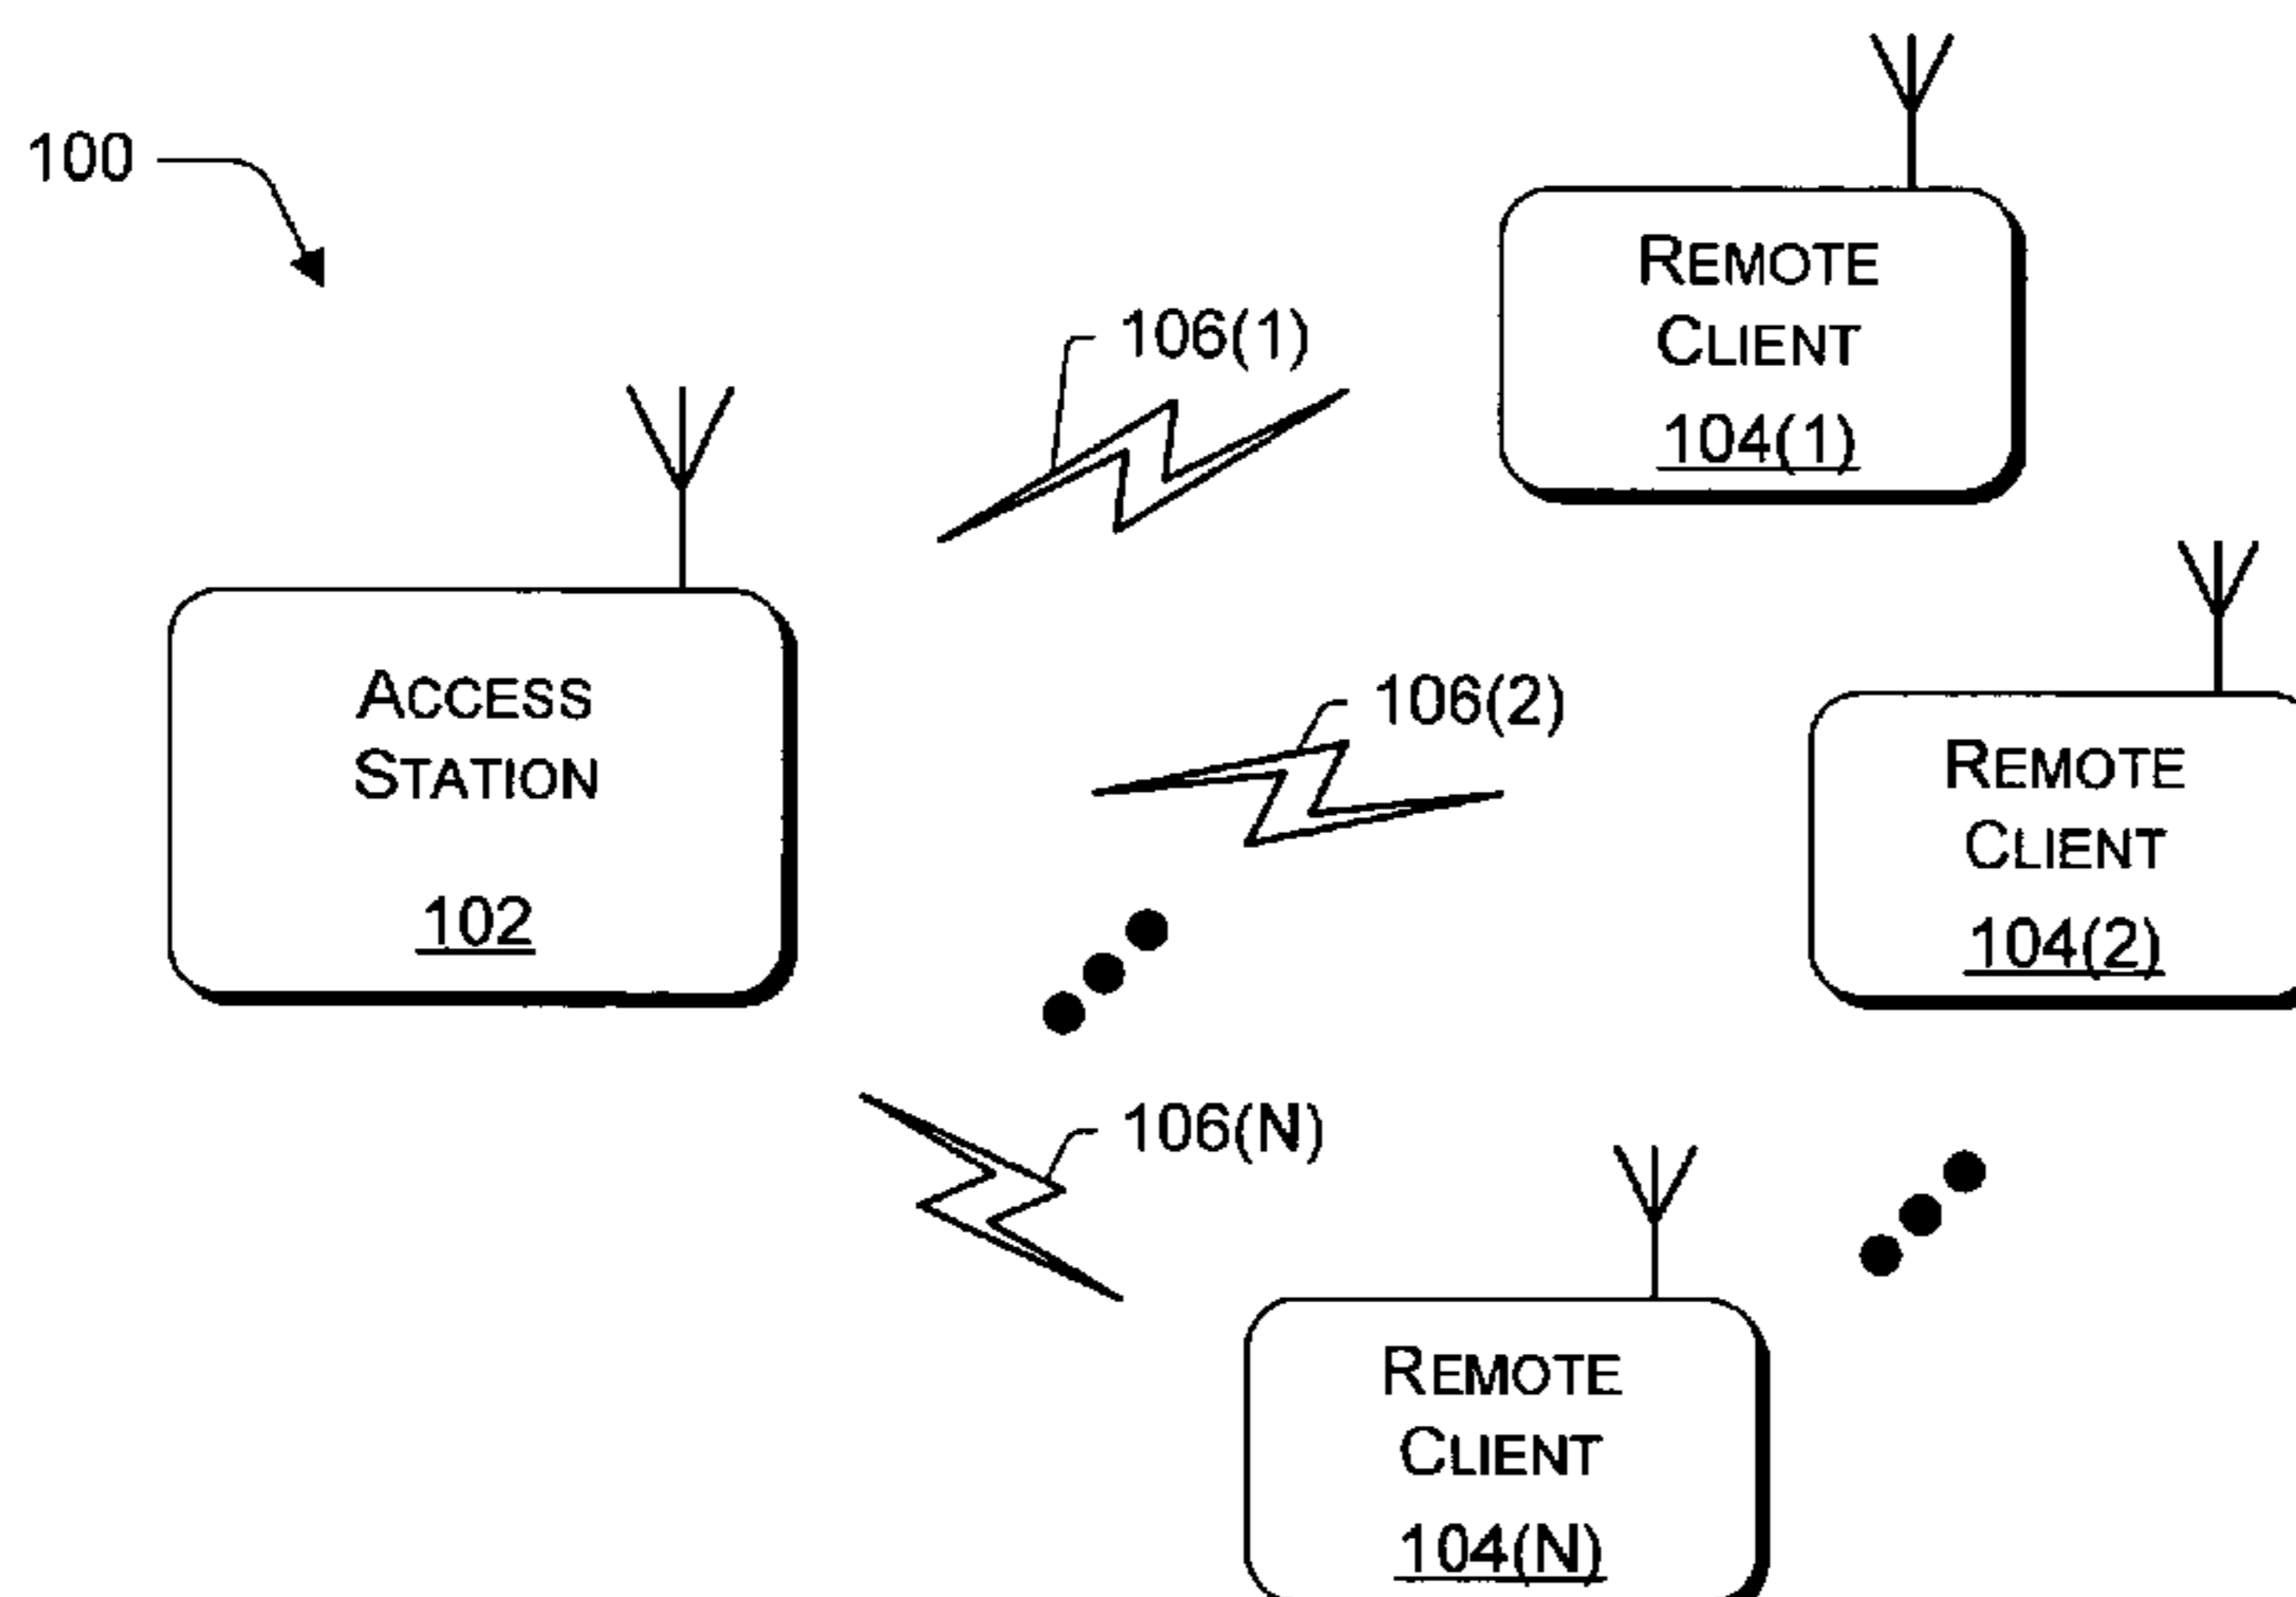 100
REMOTE
CLIENT
104(1)
106(1)
ACCESS
STATION
102
106(2)
REMOTE
CLIENT
104(2)
106(N)
REMOTE
CLIENT
104(N)